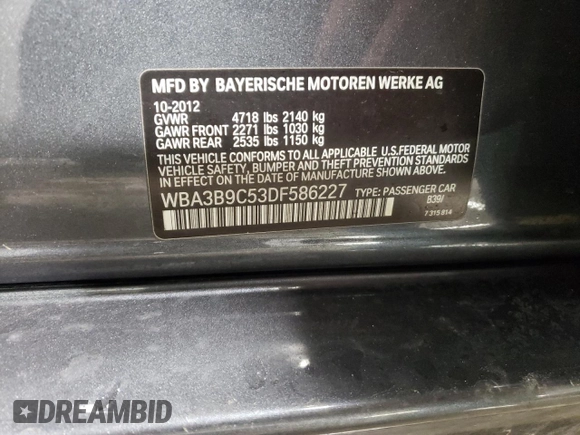 MFD BY BAYERISCHE MOTOREN WERKE AG
10-2012
GVWR 4718 lbs 2140 kg
GAWR FRONT 2271 lbs 1030 kg
GAWR REAR 2535 lbs 1150 kg
THIS VEHICLE CONFORMS TO ALL APPLICABLE U.S.FEDERAL MOTOR
VEHICLE SAFETY, BUMPER AND THEFT PREVENTION STANDARDS
IN EFFECT ON THE DATE OF MANUFACTURE SHOWN ABOVE.
WBA3B9C53DF586227 TYPE: PASSENGER CAR
B39/
7 315 814
DREAMBID